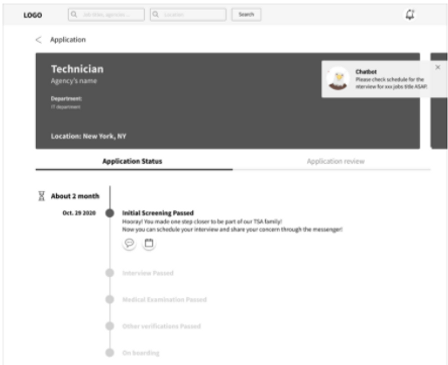 LOGO
Job titles, agencies...
Location
Search
Application
Technician
Agency's name
Department:
IT department
Location: New York, NY
Chatbot
Please check schedule for the
interview for xxx jobs title ASAP.
Application Status
Application review
About 2 month
Oct. 29 2020
Initial Screening Passed
Hooray! You made one step closer to be part of our TSA family!
Now you can schedule your interview and share your concern through the messenger!
Interview Passed
Medical Examination Passed
Other verifications Passed
On boarding